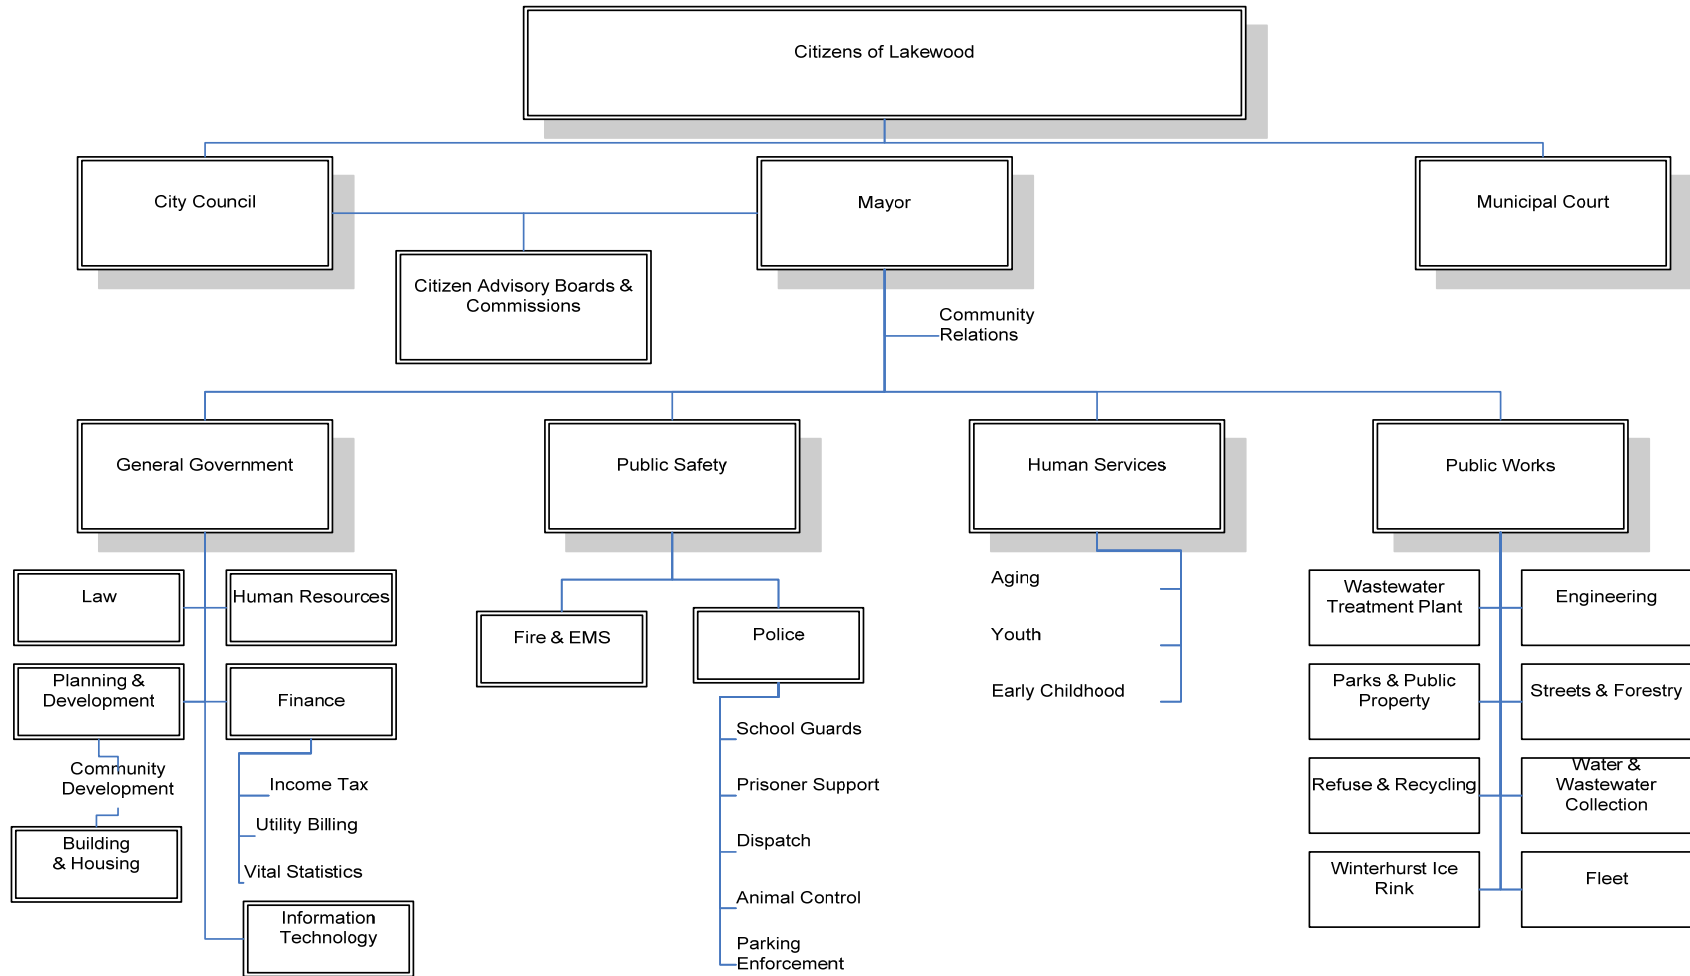 Citizens of Lakewood
City Council
Mayor
Municipal Court
Citizen Advisory Boards &
Commissions
Community
Relations
General Government
Public Safety
Human Services
Public Works
Law
Human Resources
Planning &
Development
Finance
Community
Development
Income Tax
Utility Billing
Building
& Housing
Vital Statistics
Information
Technology
Fire & EMS
Police
School Guards
Prisoner Support
Dispatch
Animal Control
Parking
Enforcement
Aging
Youth
Early Childhood
Wastewater
Treatment Plant
Engineering
Parks & Public
Property
Streets & Forestry
Refuse & Recycling
Water &
Wastewater
Collection
Winterhurst Ice
Rink
Fleet